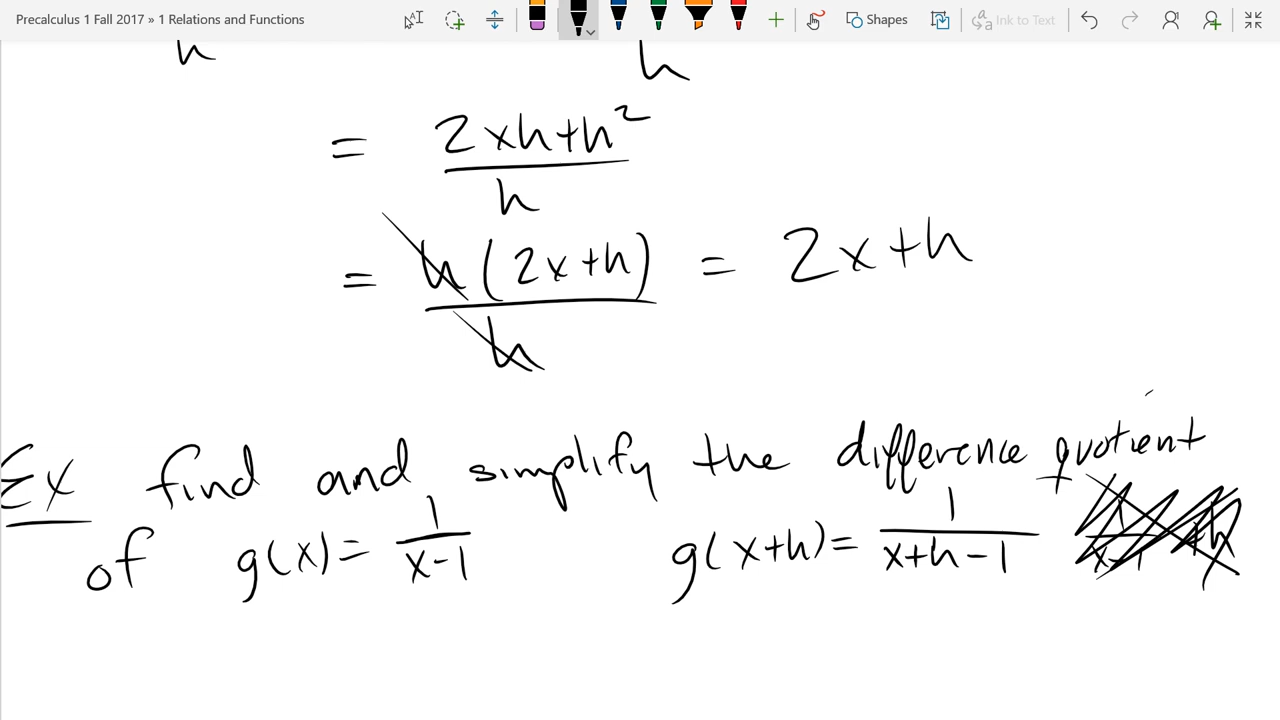 Precalculus 1 Fall 2017 » 1 Relations and Functions Shapes Ink to Text
h h
= 2xh+h² / h
= h(2x+h) / h = 2x+h
Ex find and simplify the difference quotient
of g(x)= 1/(x-1) g(x+h)= 1/(x+h-1)